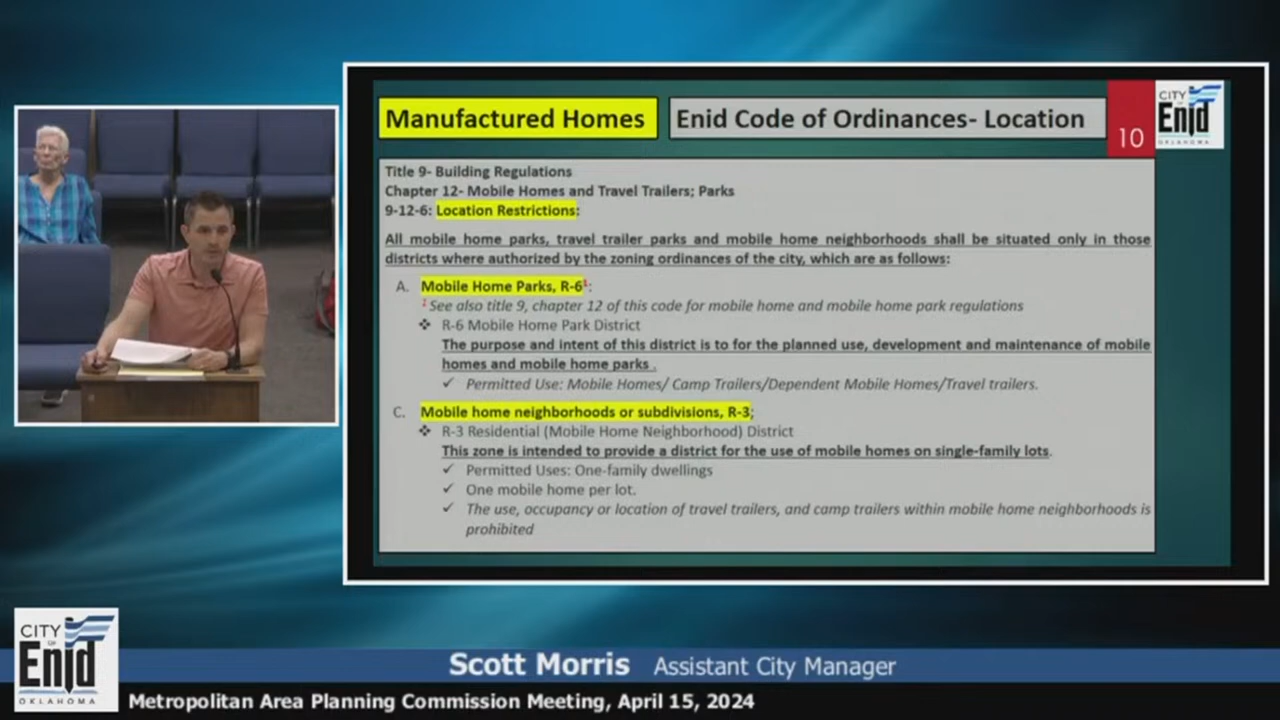 Manufactured Homes
Enid Code of Ordinances- Location
10
CITY
OF
Enid
OKLAHOMA
Title 9- Building Regulations
Chapter 12- Mobile Homes and Travel Trailers; Parks
9-12-6: Location Restrictions:
All mobile home parks, travel trailer parks and mobile home neighborhoods shall be situated only in those
districts where authorized by the zoning ordinances of the city, which are as follows:
A. Mobile Home Parks, R-6¹:
¹ See also title 9, chapter 12 of this code for mobile home and mobile home park regulations
❖ R-6 Mobile Home Park District
The purpose and intent of this district is to for the planned use, development and maintenance of mobile
homes and mobile home parks .
✓ Permitted Use: Mobile Homes/ Camp Trailers/Dependent Mobile Homes/Travel trailers.
C. Mobile home neighborhoods or subdivisions, R-3;
❖ R-3 Residential (Mobile Home Neighborhood) District
This zone is intended to provide a district for the use of mobile homes on single-family lots.
✓ Permitted Uses: One-family dwellings
✓ One mobile home per lot.
✓ The use, occupancy or location of travel trailers, and camp trailers within mobile home neighborhoods is
prohibited
CITY
OF
Enid
OKLAHOMA
Scott Morris Assistant City Manager
Metropolitan Area Planning Commission Meeting, April 15, 2024